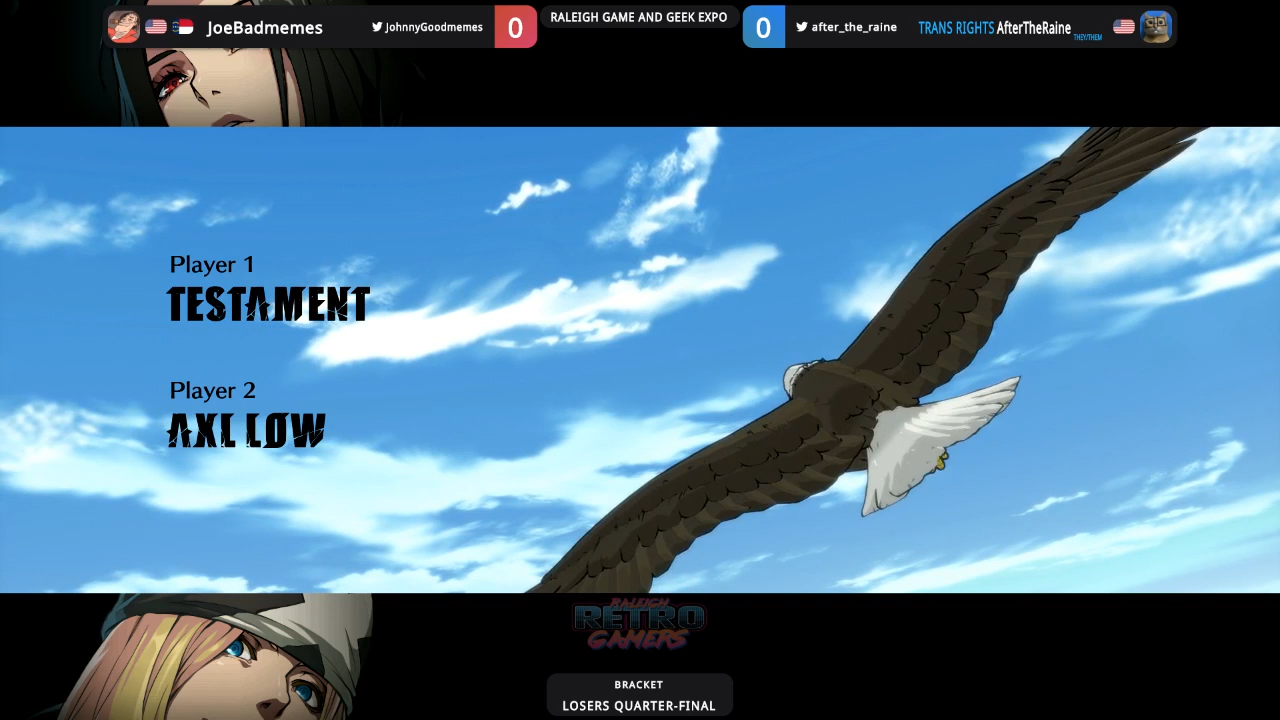 JoeBadmemes
JohnnyGoodmemes
0
RALEIGH GAME AND GEEK EXPO
0
after_the_raine
TRANS RIGHTS AfterTheRaine
THEY/THEM
Player 1
TESTAMENT
Player 2
AXL LOW
RALEIGH
RETRO
GAMERS
BRACKET
LOSERS QUARTER-FINAL